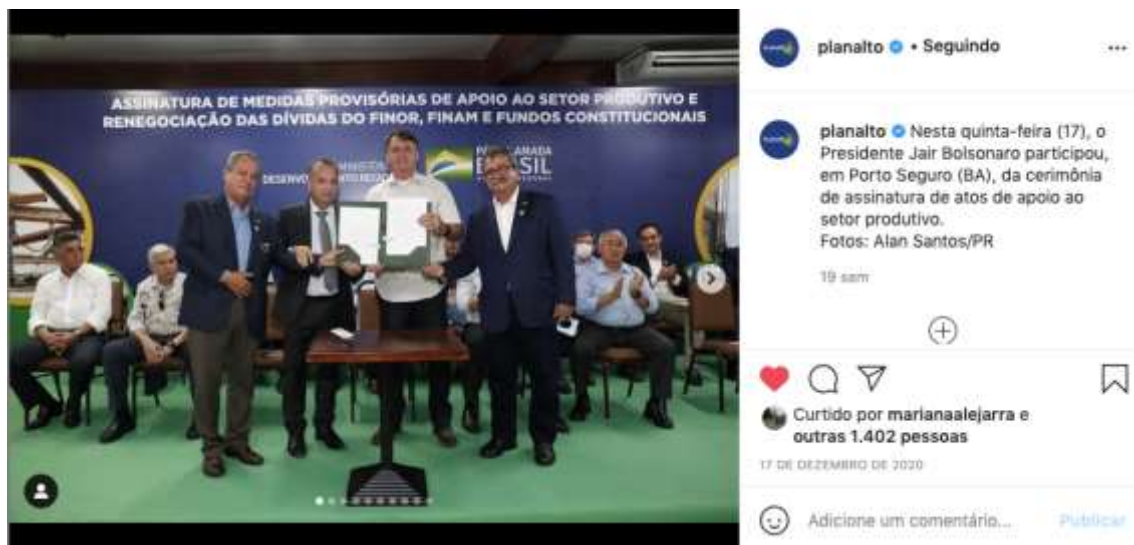 ASSINATURA DE MEDIDAS PROVISÓRIAS DE APOIO AO SETOR PRODUTIVO E
RENEGOCIAÇÃO DAS DÍVIDAS DO FINOR, FINAM E FUNDOS CONSTITUCIONAIS
PÁTRIA AMADA
BRASIL
planalto • Seguindo
planalto Nesta quinta-feira (17), o
Presidente Jair Bolsonaro participou,
em Porto Seguro (BA), da cerimônia
de assinatura de atos de apoio ao
setor produtivo.
Fotos: Alan Santos/PR
19 sem
Curtido por marianaalejarra e
outras 1.402 pessoas
17 DE DEZEMBRO DE 2020
Adicione um comentário...
Publicar